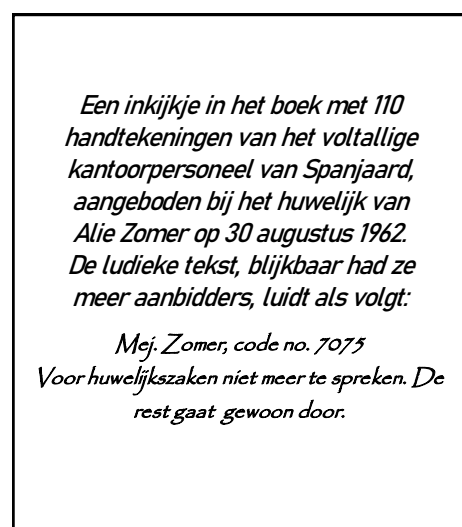 Een inkijkje in het boek met 110
handtekeningen van het voltallige
kantoorpersoneel van Spanjaard,
aangeboden bij het huwelijk van
Alie Zomer op 30 augustus 1962.
De ludieke tekst, blijkbaar had ze
meer aanbidders, luidt als volgt:
Mej. Zomer, code no. 7075
Voor huwelijkszaken niet meer te spreken. De
rest gaat gewoon door.